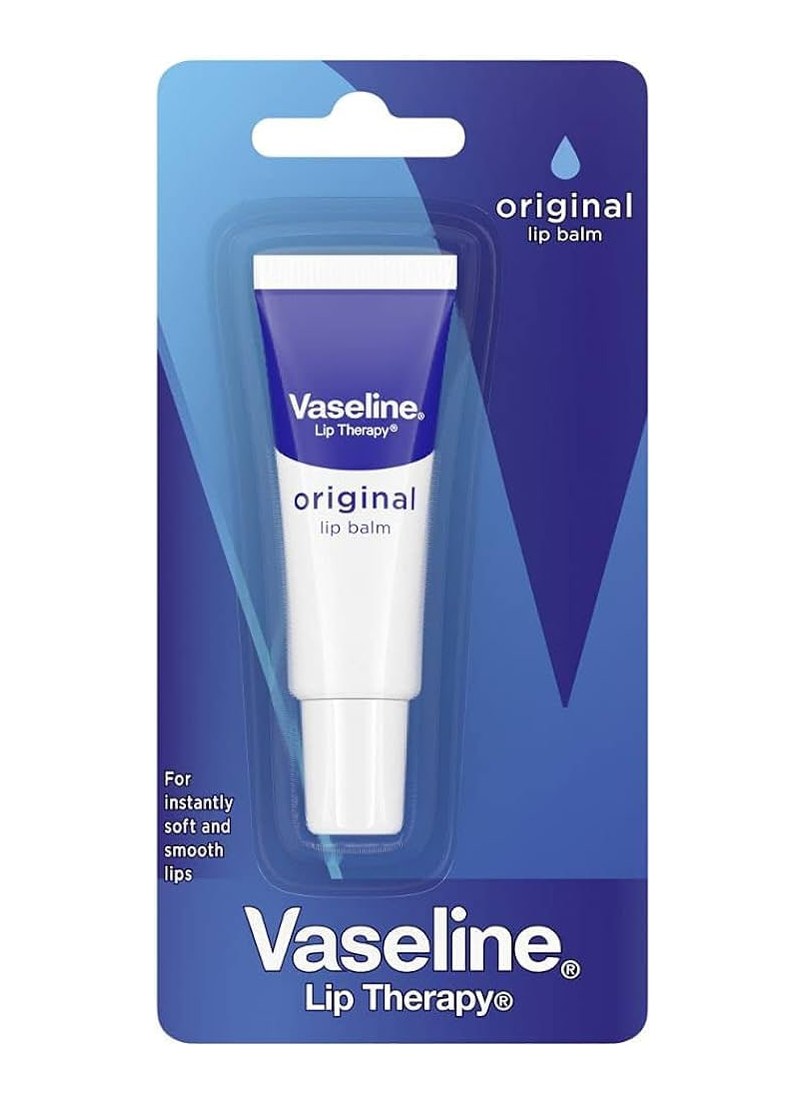 original
lip balm
Vaseline®
Lip Therapy®
original
lip balm
For
instantly
soft and
smooth
lips
Vaseline®
Lip Therapy®